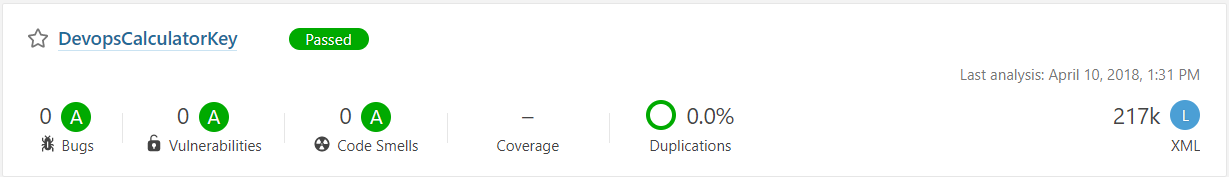 DevopsCalculatorKey Passed
Last analysis: April 10, 2018, 1:31 PM
0 A 0 A 0 A – 0.0% 217k L
Bugs Vulnerabilities Code Smells Coverage Duplications XML